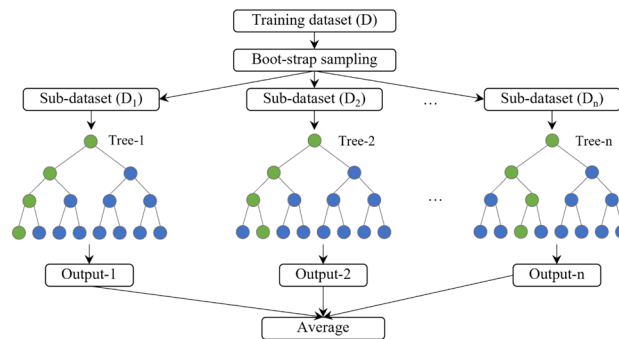 Training dataset (D)
Boot-strap sampling
Sub-dataset (D1)
Sub-dataset (D2)
...
Sub-dataset (Dn)
Tree-1
Tree-2
Tree-n
...
Output-1
Output-2
Output-n
Average